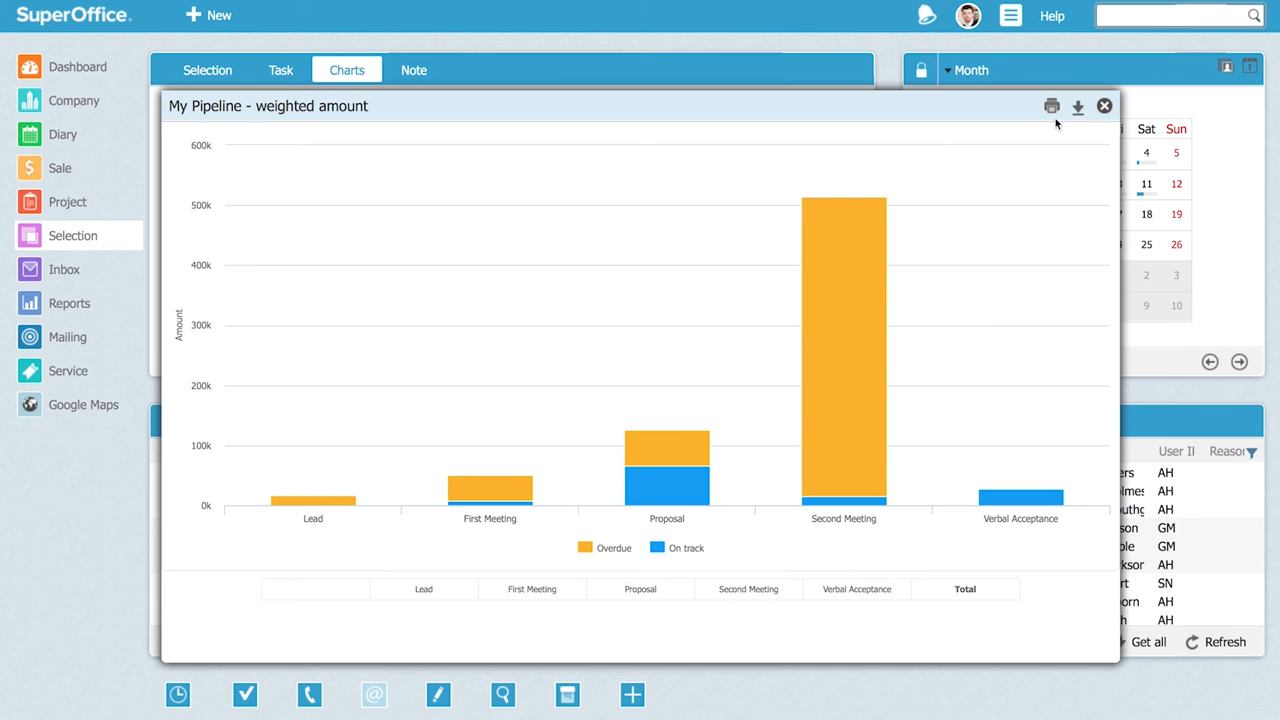 SuperOffice®
New
Help
Dashboard
Company
Diary
Sale
Project
Selection
Inbox
Reports
Mailing
Service
Google Maps
Selection Task Charts Note
My Pipeline - weighted amount
600k
500k
400k
300k
200k
100k
0k
Amount
Lead First Meeting Proposal Second Meeting Verbal Acceptance
Overdue On track
Lead First Meeting Proposal Second Meeting Verbal Acceptance Total
Month
1
Sat Sun
4 5
11 12
18 19
25 26
2 3
9 10
User II Reason
AH
AH
AH
GM
GM
AH
SN
AH
AH
Get all Refresh
@